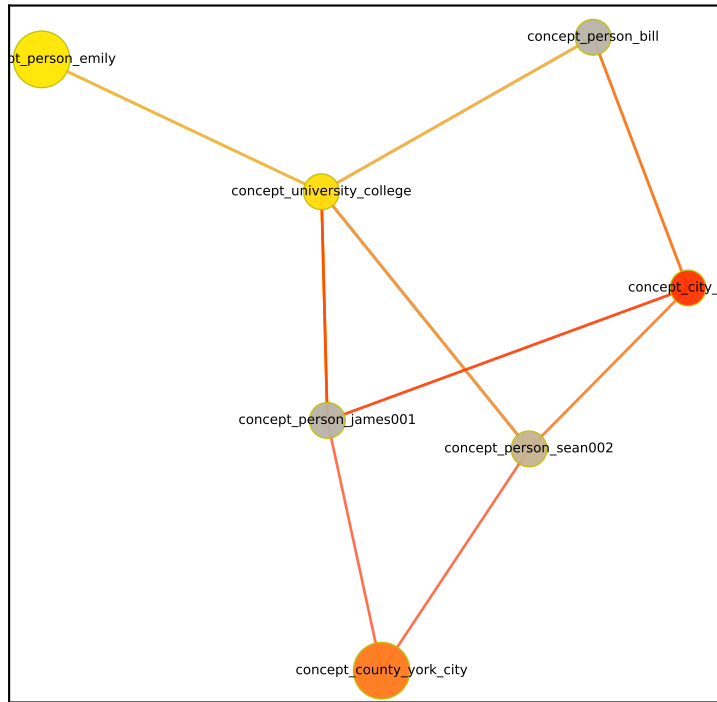 concept_person_bill
pt_person_emily
concept_university_college
concept_city_
concept_person_james001
concept_person_sean002
concept_county_york_city